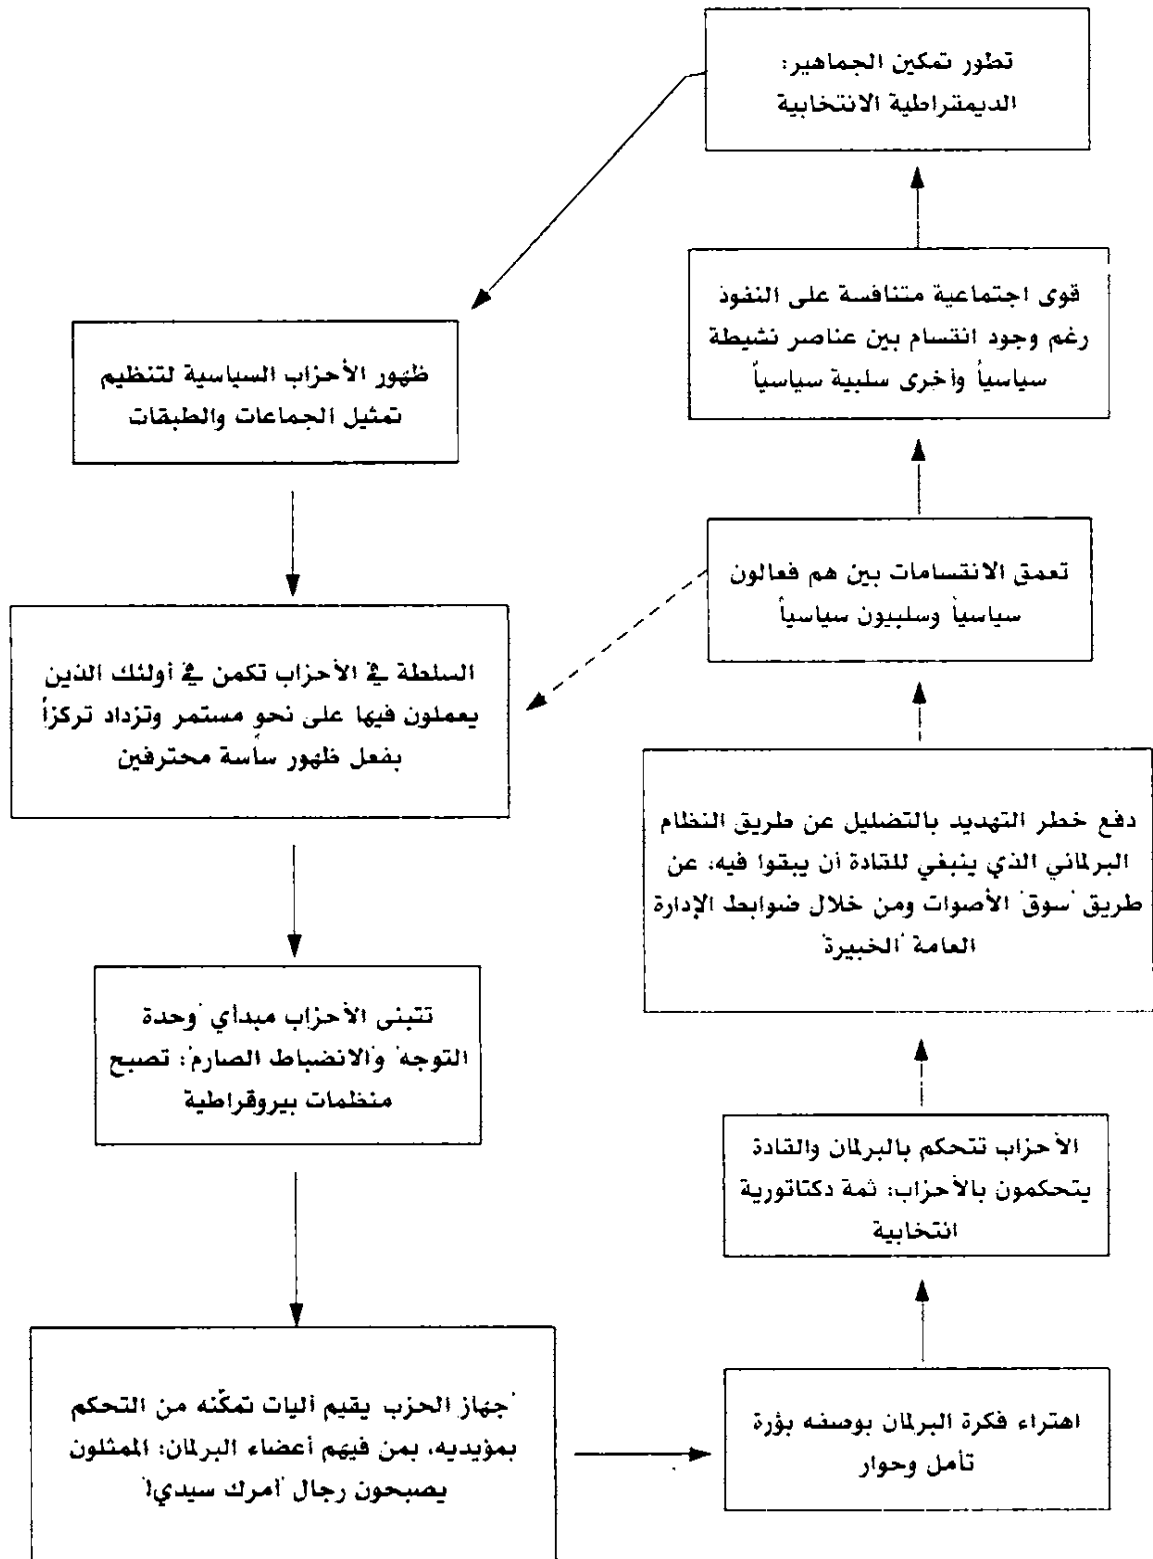 تطور تمكين الجماهير:
الديمقراطية الانتخابية
قوى اجتماعية متنافسة على النفوذ
رغم وجود انقسام بين عناصر نشيطة
سياسياً وأخرى سلبية سياسياً
ظهور الأحزاب السياسية لتنظيم
تمثيل الجماعات والطبقات
تعمق الانقسامات بين هم فعالون
سياسياً وسلبيون سياسياً
السلطة في الأحزاب تكمن في أولئك الذين
يعملون فيها على نحو مستمر وتزداد تركزاً
بفعل ظهور ساسة محترفين
دفع خطر التهديد بالتضليل عن طريق النظام
البرلماني الذي ينبغي للقادة أن يبقوا فيه، عن
طريق 'سوق' الأصوات ومن خلال ضوابط الإدارة
العامة 'الخبيرة'
تتبنى الأحزاب مبدأي 'وحدة
التوجه' و'الانضباط الصارم': تصبح
منظمات بيروقراطية
الأحزاب تتحكم بالبرلمان والقادة
يتحكمون بالأحزاب: ثمة دكتاتورية
انتخابية
'جهاز' الحزب يقيم آليات تمكّنه من التحكم
بمؤيديه، بمن فيهم أعضاء البرلمان: الممثلون
يصبحون رجال 'أمرك سيدي!'
اهتراء فكرة البرلمان بوصفه بؤرة
تأمل وحوار